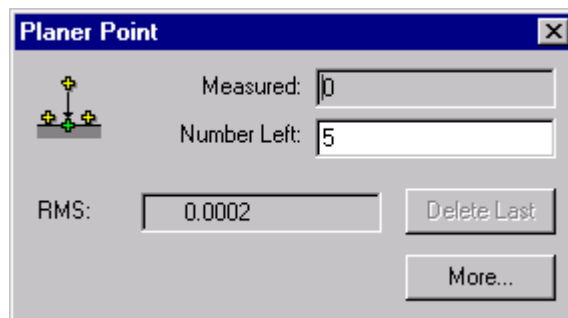 Planer Point
Measured: 0
Number Left: 5
RMS: 0.0002 Delete Last
More...